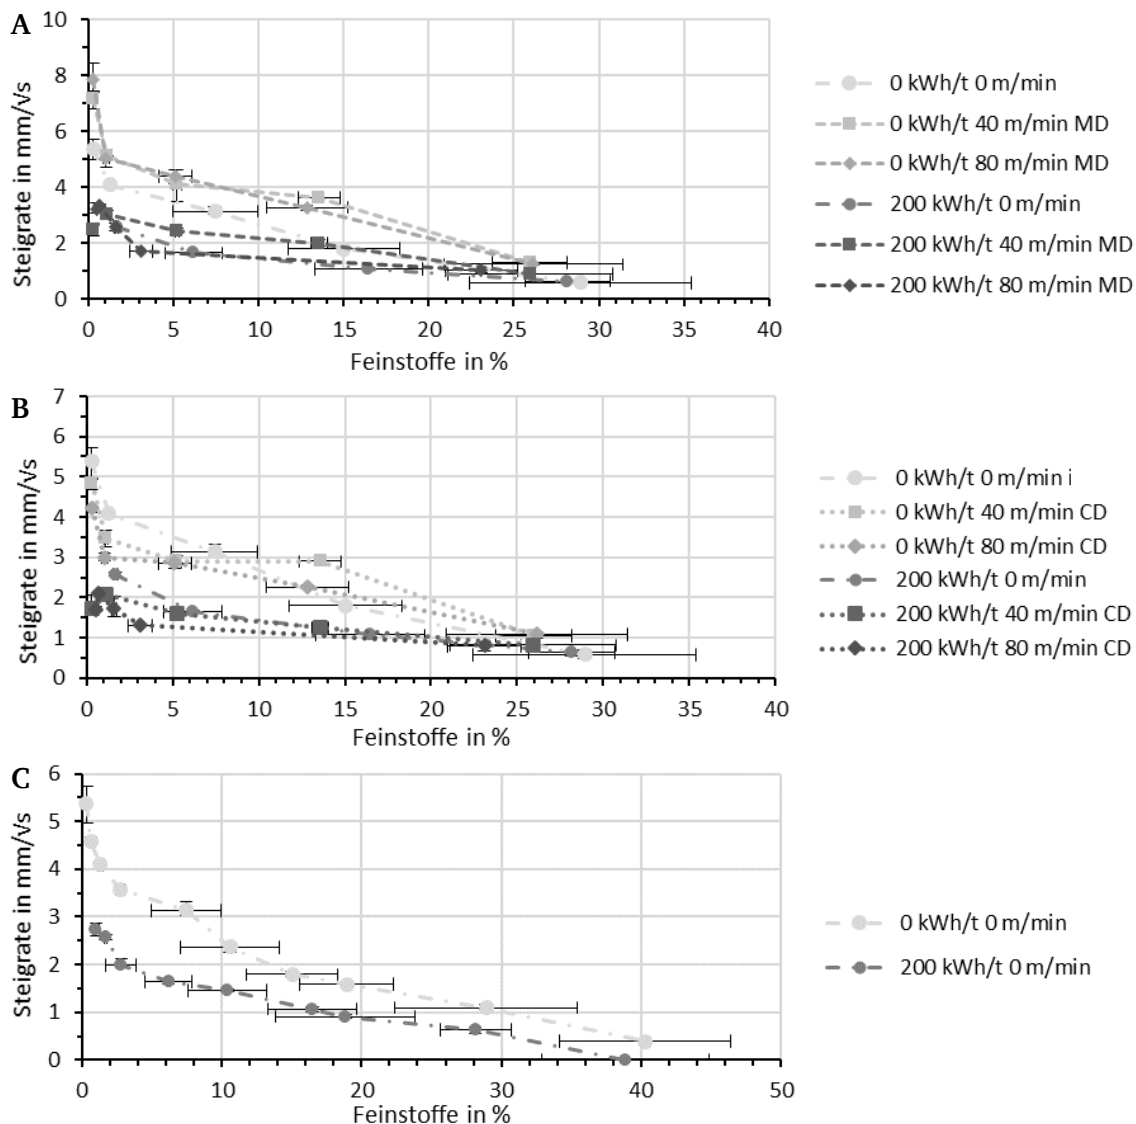 A
10
8
6
4
2
0
Steigrate in mm/√s
0 5 10 15 20 25 30 35 40
Feinstoffe in %
0 kWh/t 0 m/min
0 kWh/t 40 m/min MD
0 kWh/t 80 m/min MD
200 kWh/t 0 m/min
200 kWh/t 40 m/min MD
200 kWh/t 80 m/min MD
B
7
6
5
4
3
2
1
0
Steigrate in mm/√s
0 5 10 15 20 25 30 35 40
Feinstoffe in %
0 kWh/t 0 m/min i
0 kWh/t 40 m/min CD
0 kWh/t 80 m/min CD
200 kWh/t 0 m/min
200 kWh/t 40 m/min CD
200 kWh/t 80 m/min CD
C
6
5
4
3
2
1
0
Steigrate in mm/√s
0 10 20 30 40 50
Feinstoffe in %
0 kWh/t 0 m/min
200 kWh/t 0 m/min